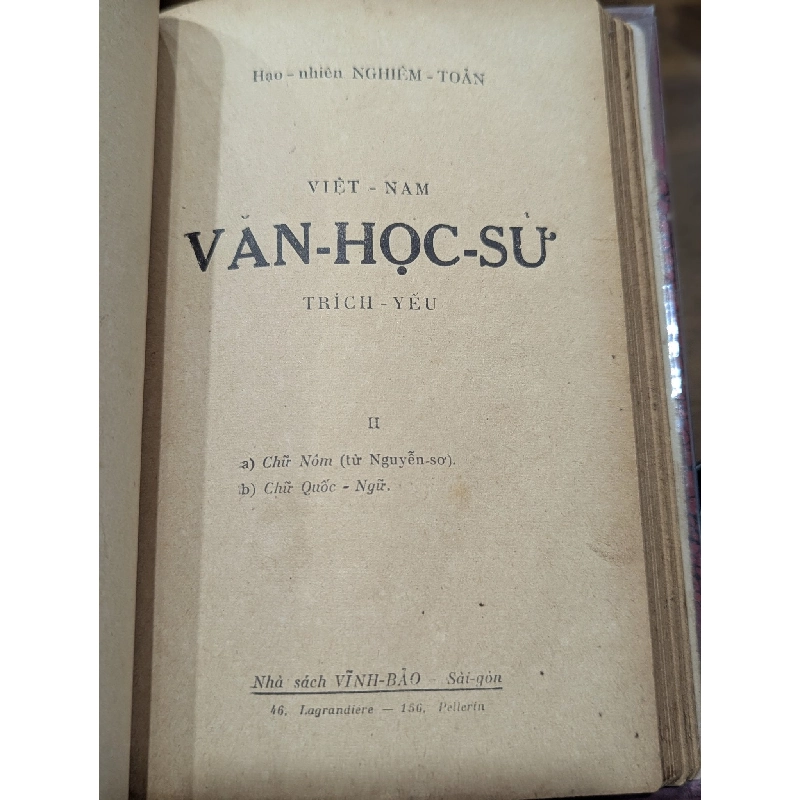 Hạo - nhiên NGHIÊM - TOẢN
VIỆT - NAM
VĂN-HỌC-SỬ
TRÍCH - YẾU
II
a) Chữ Nôm (từ Nguyễn-sơ).
b) Chữ Quốc - Ngữ.
Nhà sách VĨNH-BẢO - Sài-gòn
46, Lagrandiere — 156, Pellerin